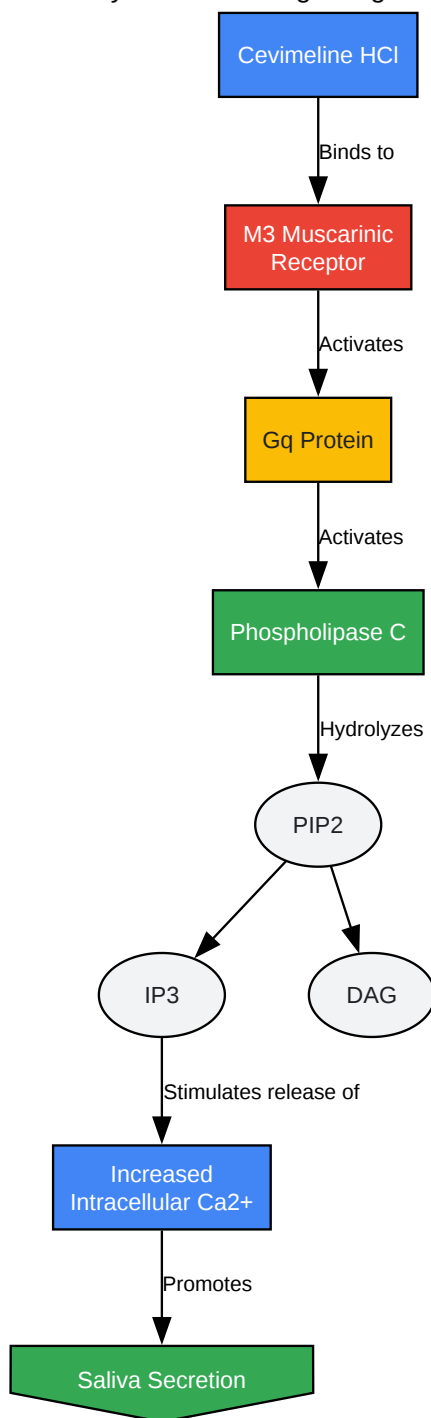 Cevimeline HCl
Binds to
M3 Muscarinic
Receptor
Activates
Gq Protein
Activates
Phospholipase C
Hydrolyzes
PIP2
IP3
DAG
Stimulates release of
Increased
Intracellular Ca2+
Promotes
Saliva Secretion